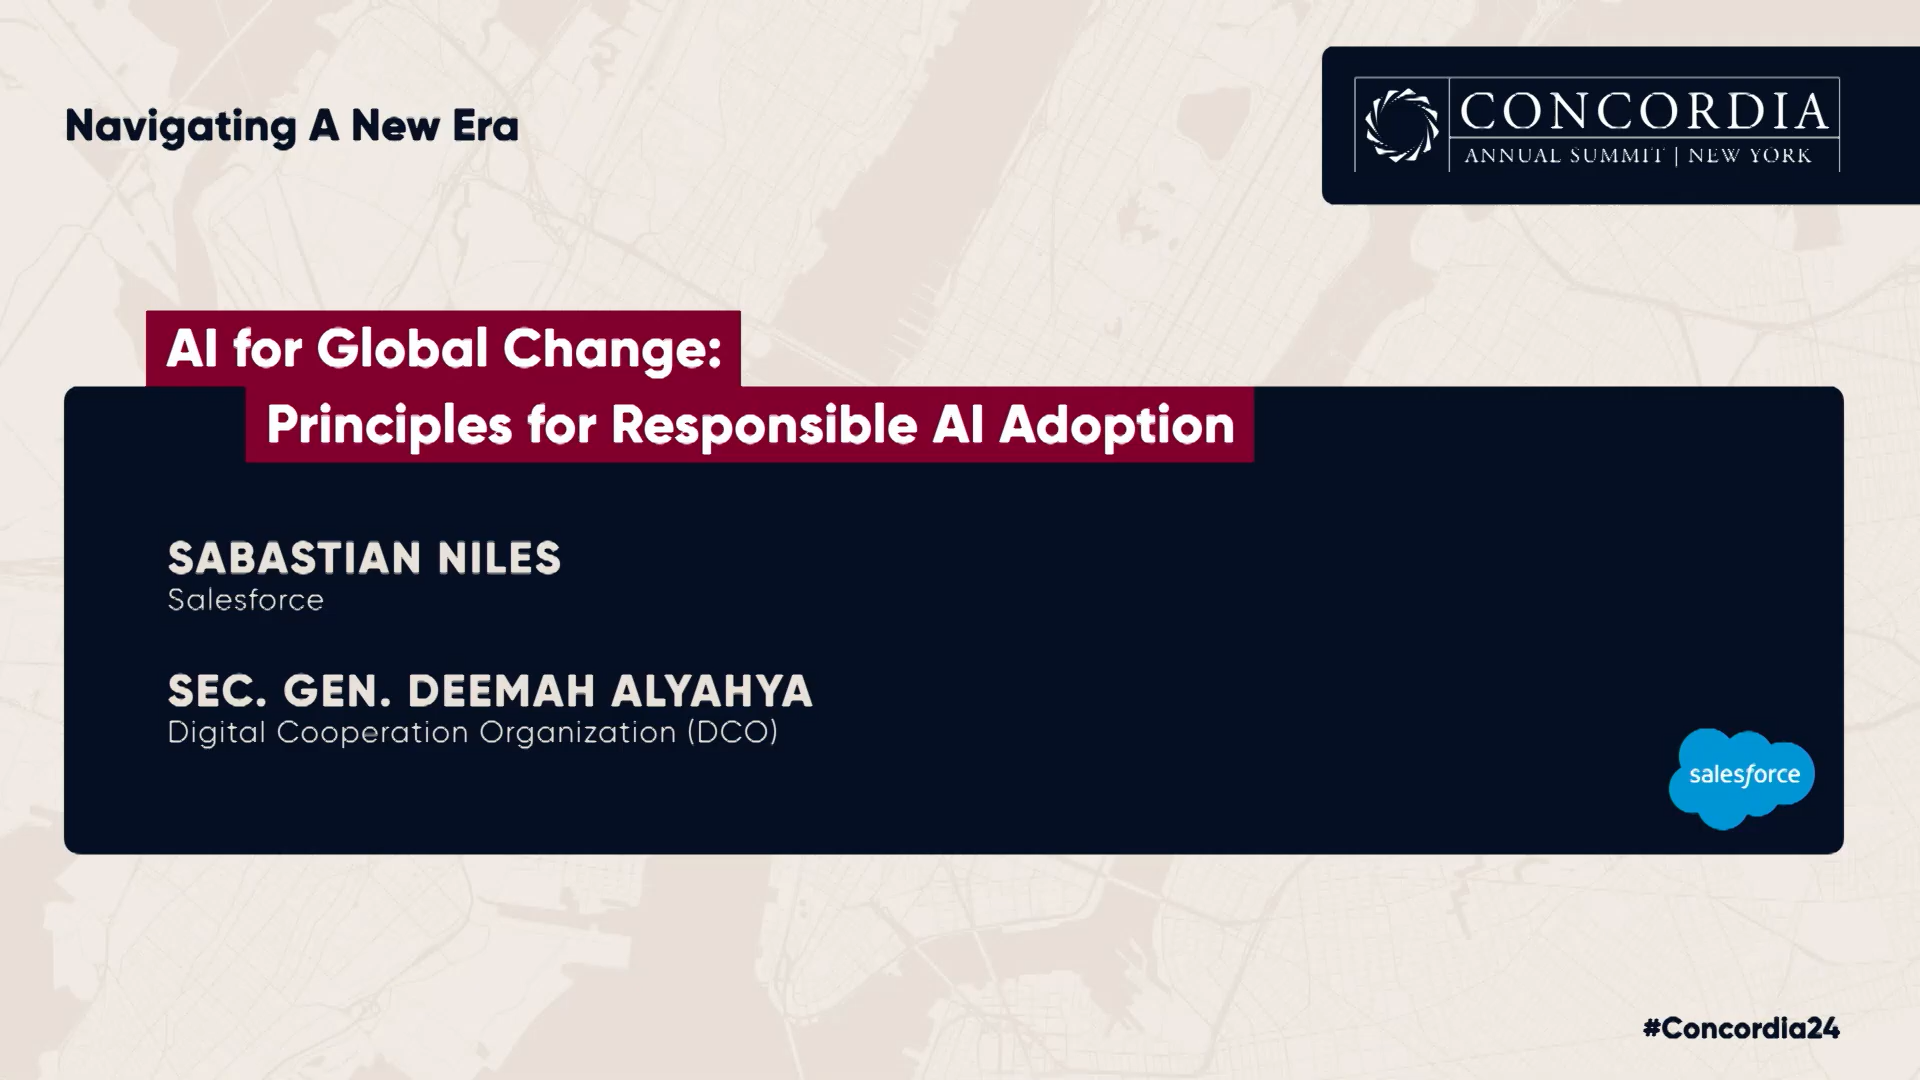 Navigating A New Era
CONCORDIA
ANNUAL SUMMIT | NEW YORK
AI for Global Change:
Principles for Responsible AI Adoption
SABASTIAN NILES
Salesforce
SEC. GEN. DEEMAH ALYAHYA
Digital Cooperation Organization (DCO)
salesforce
#Concordia24